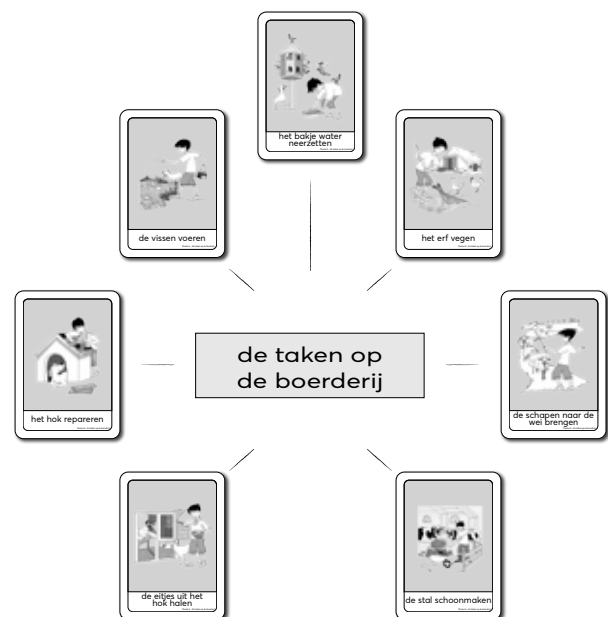 het bakje water
neerzetten
de vissen voeren
het erf vegen
de taken op
de boerderij
het hok repareren
de schapen naar de
wei brengen
de eitjes uit het
hok halen
de stal schoonmaken